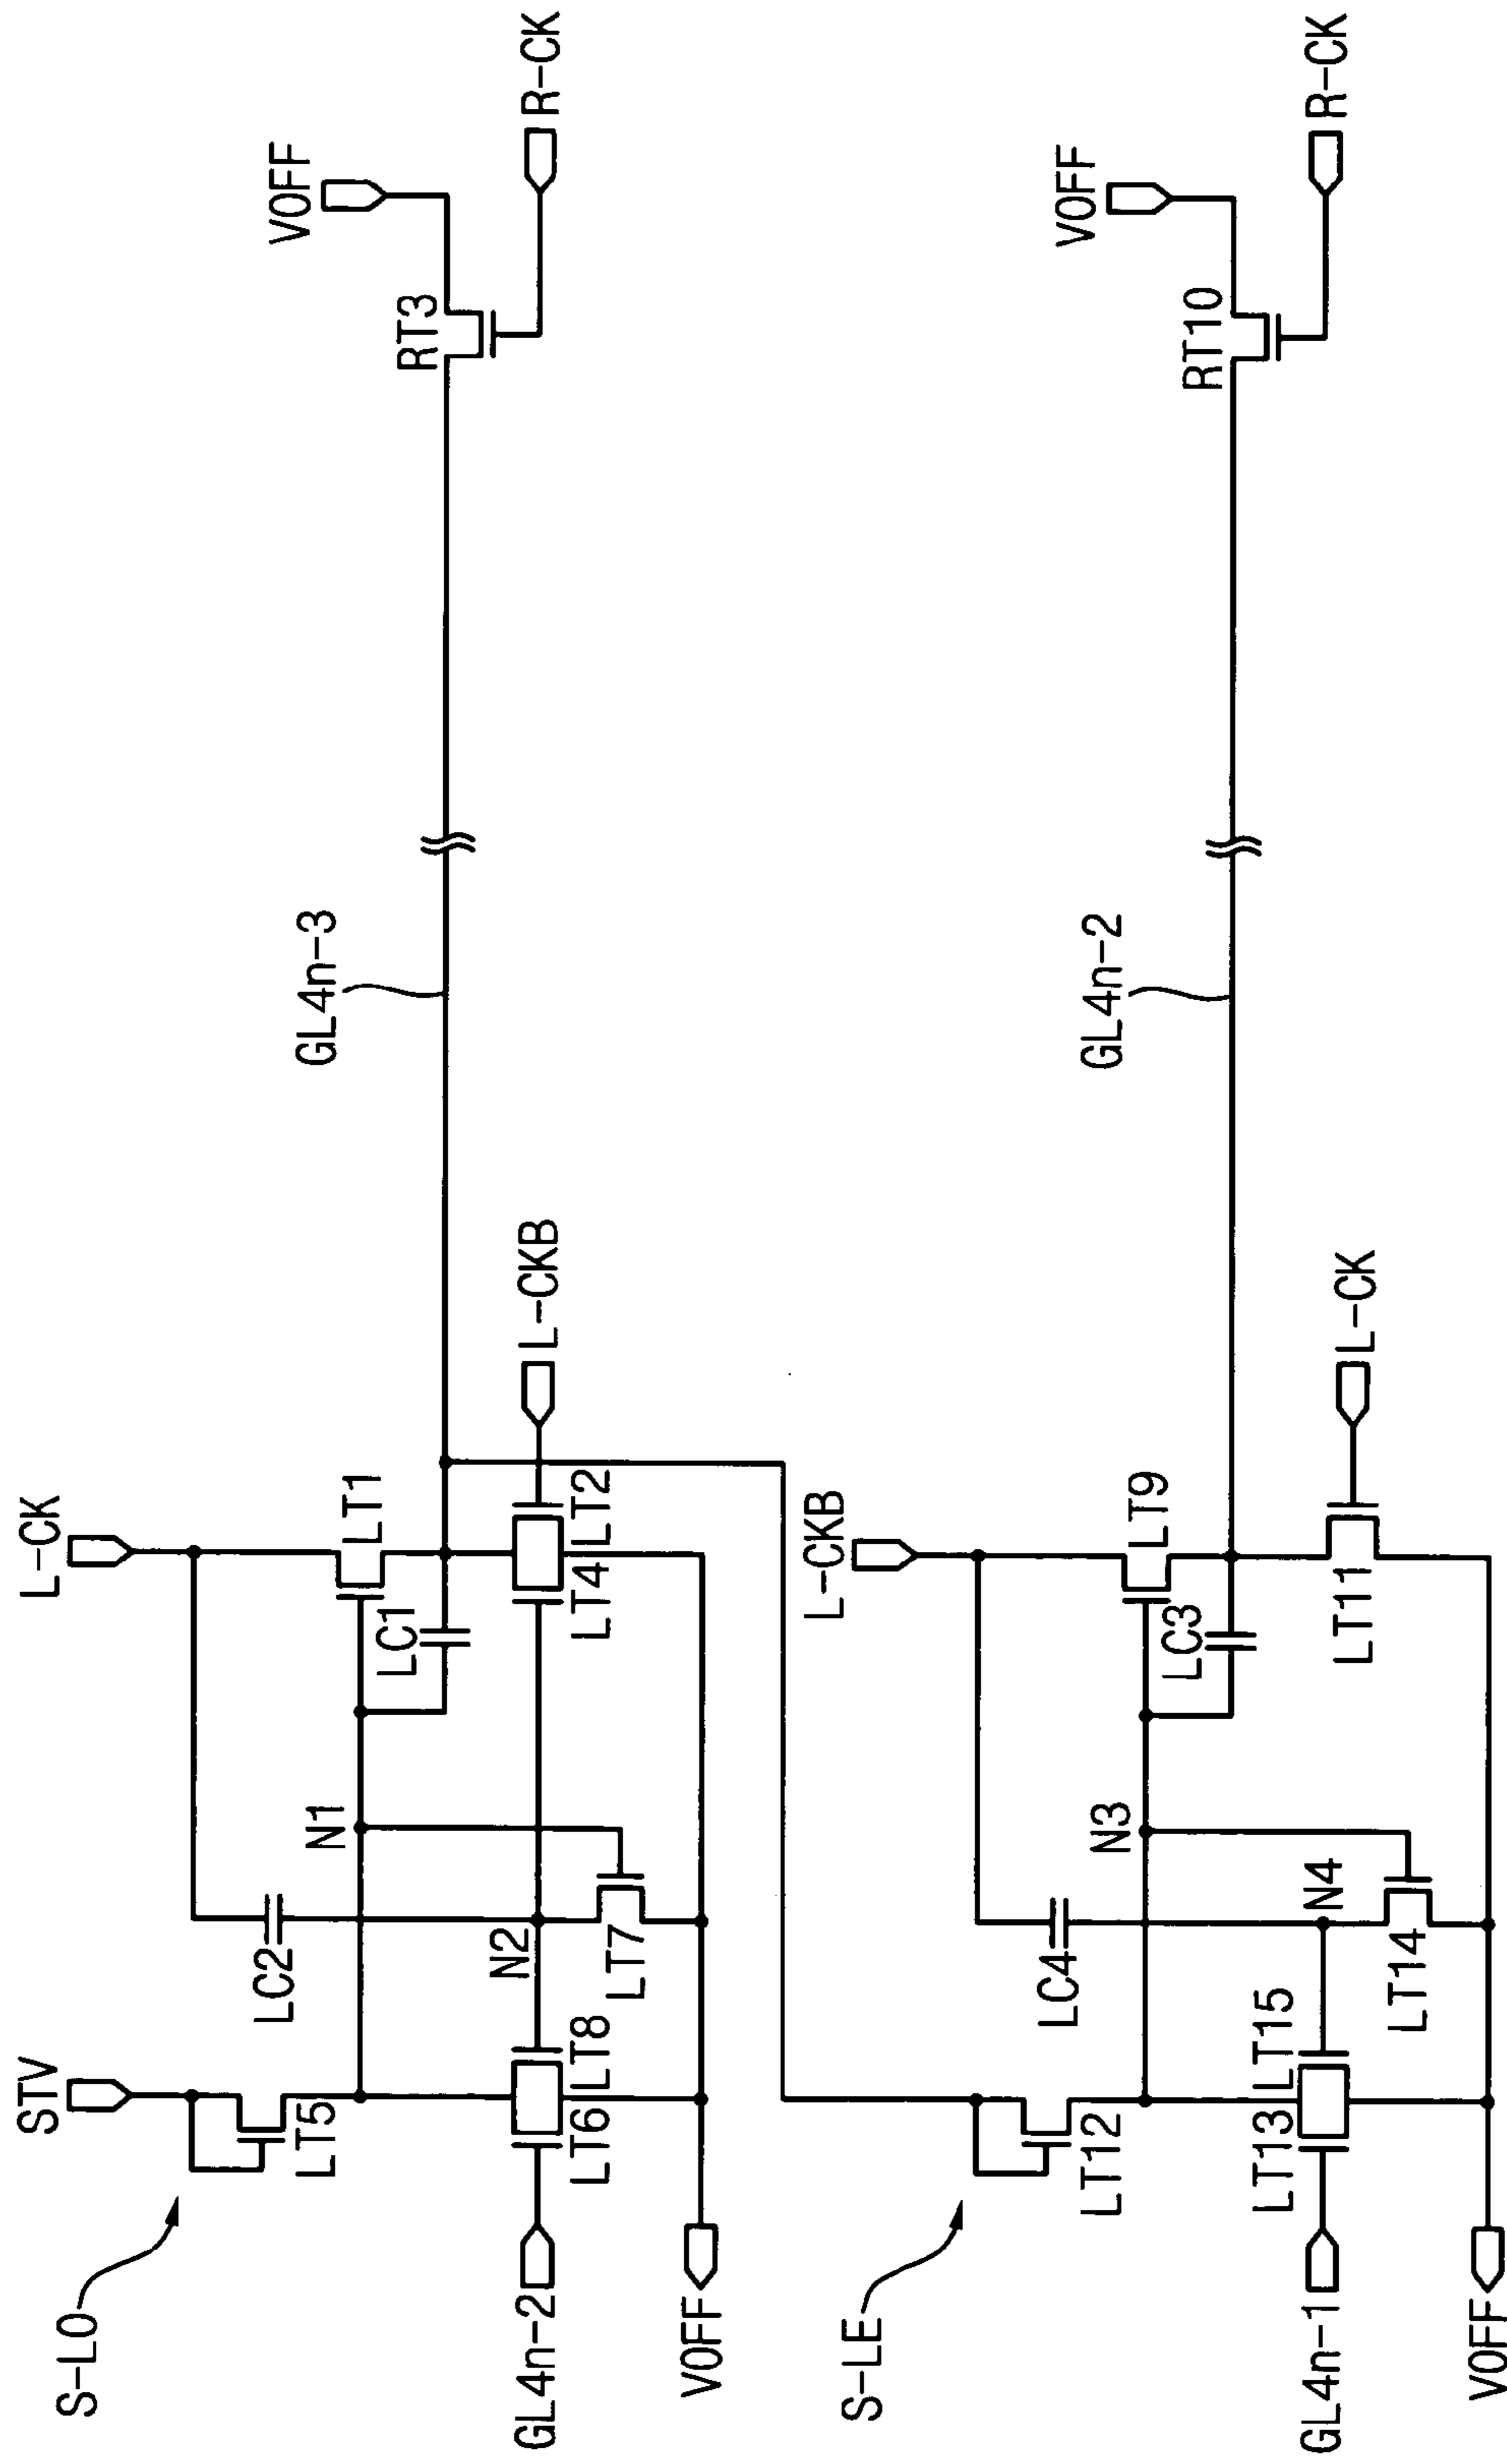 S-LO
STV
LT5
LC2
L-CK
LT1
LC1
N1
N2
LT7
LT6
LT8
LT4
LT2
L-CKB
GL4n-2
VOFF
GL4n-3
RT3
VOFF
R-CK
S-LE
LT12
LC4
L-CKB
LT9
LC3
N3
N4
LT14
LT13
LT15
LT11
L-CK
GL4n-1
VOFF
GL4n-2
RT10
VOFF
R-CK